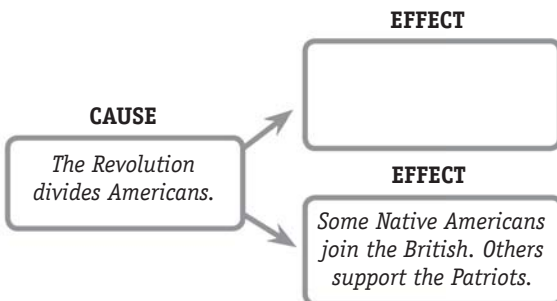 EFFECT
CAUSE
The Revolution
divides Americans.
EFFECT
Some Native Americans
join the British. Others
support the Patriots.